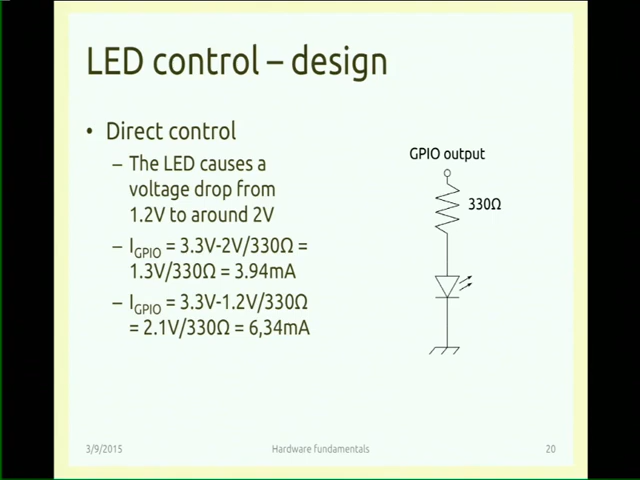 LED control – design
• Direct control
– The LED causes a
voltage drop from
1.2V to around 2V
– IGPIO = 3.3V-2V/330Ω =
1.3V/330Ω = 3.94mA
– IGPIO = 3.3V-1.2V/330Ω
= 2.1V/330Ω = 6,34mA
GPIO output
330Ω
3/9/2015
Hardware fundamentals
20